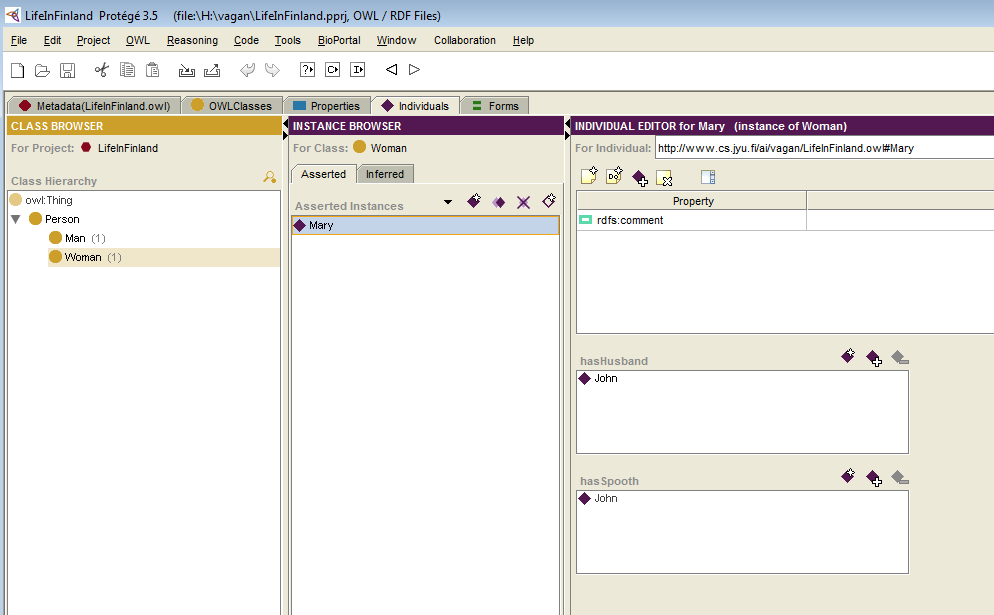 LifeInFinland Protégé 3.5 (file:\H:\vagan\LifeInFinland.pprj, OWL / RDF Files)
File Edit Project OWL Reasoning Code Tools BioPortal Window Collaboration Help
Metadata(LifeInFinland.owl) OWLClasses Properties Individuals Forms
CLASS BROWSER
For Project: LifeInFinland
Class Hierarchy
owl:Thing
Person
Man (1)
Woman (1)
INSTANCE BROWSER
For Class: Woman
Asserted Inferred
Asserted Instances
Mary
INDIVIDUAL EDITOR for Mary (instance of Woman)
For Individual: http://www.cs.jyu.fi/ai/vagan/LifeInFinland.owl#Mary
Property
rdfs:comment
hasHusband
John
hasSpooth
John